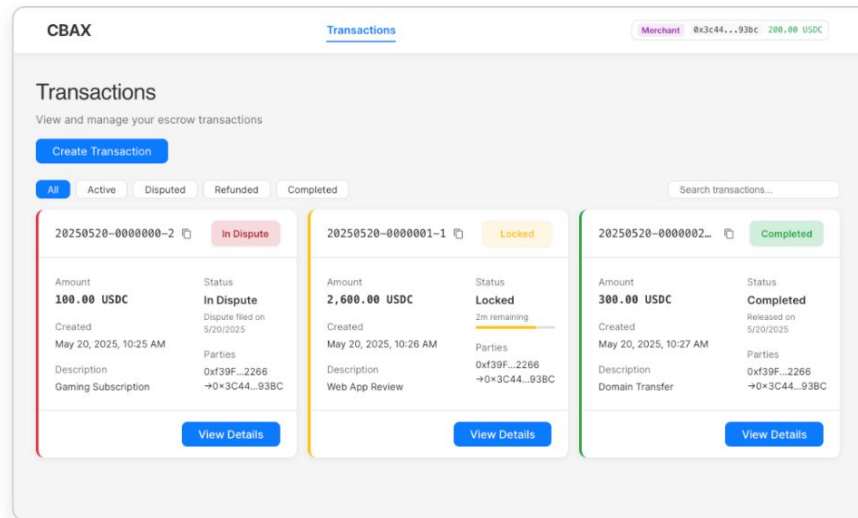 CBAX
Transactions
Merchant 0x3c44...93bc 200.00 USDC
Transactions
View and manage your escrow transactions
Create Transaction
All Active Disputed Refunded Completed
Search transactions...
20250520-0000000-2 In Dispute
Amount
100.00 USDC
Created
May 20, 2025, 10:25 AM
Description
Gaming Subscription
Status
In Dispute
Dispute filed on
5/20/2025
Parties
0xf39F...2266
→0×3C44...93BC
View Details
20250520-0000001-1 Locked
Amount
2,600.00 USDC
Created
May 20, 2025, 10:26 AM
Description
Web App Review
Status
Locked
2m remaining
Parties
0xf39F...2266
→0×3C44...93BC
View Details
20250520-0000002… Completed
Amount
300.00 USDC
Created
May 20, 2025, 10:27 AM
Description
Domain Transfer
Status
Completed
Released on
5/20/2025
Parties
0xf39F...2266
→0×3C44...93BC
View Details